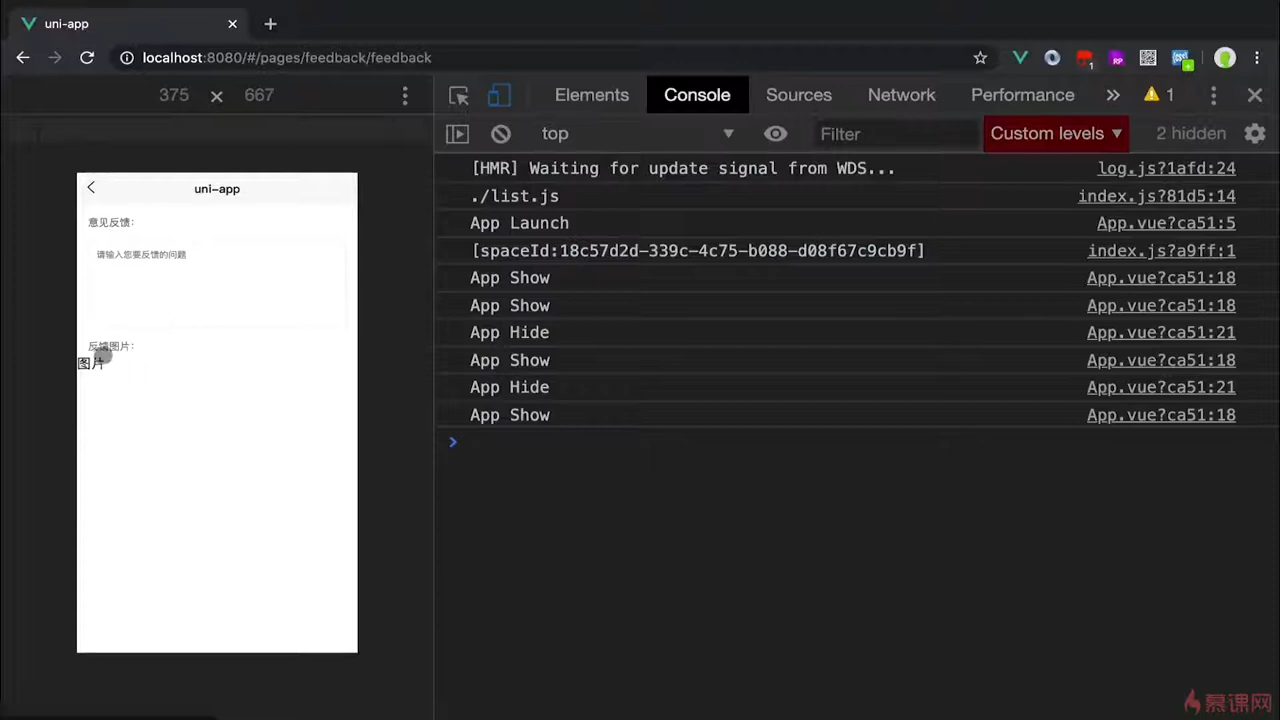 uni-app
localhost:8080/#/pages/feedback/feedback
375 × 667
Elements Console Sources Network Performance » 1
top Filter Custom levels 2 hidden
uni-app
意见反馈：
请输入您要反馈的问题
反馈图片：
图片
[HMR] Waiting for update signal from WDS... log.js?1afd:24
./list.js index.js?81d5:14
App Launch App.vue?ca51:5
[spaceId:18c57d2d-339c-4c75-b088-d08f67c9cb9f] index.js?a9ff:1
App Show App.vue?ca51:18
App Show App.vue?ca51:18
App Hide App.vue?ca51:21
App Show App.vue?ca51:18
App Hide App.vue?ca51:21
App Show App.vue?ca51:18
慕课网